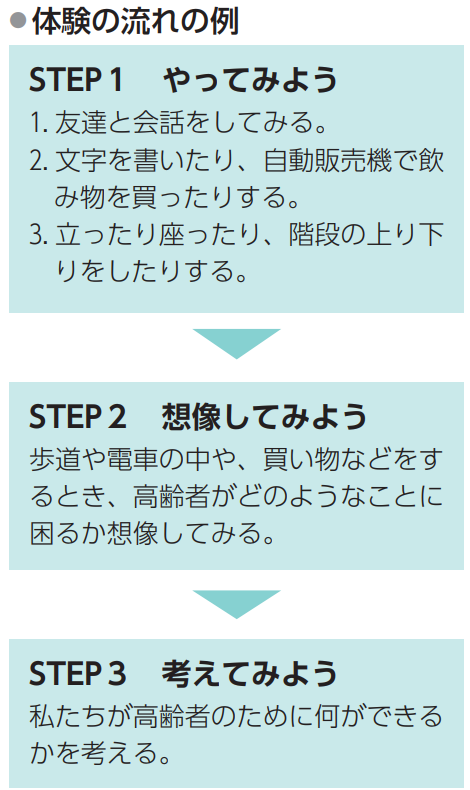 ●体験の流れの例
STEP 1　やってみよう
1. 友達と会話をしてみる。
2. 文字を書いたり、自動販売機で飲
み物を買ったりする。
3. 立ったり座ったり、階段の上り下
りをしたりする。
STEP 2　想像してみよう
歩道や電車の中や、買い物などをす
るとき、高齢者がどのようなことに
困るか想像してみる。
STEP 3　考えてみよう
私たちが高齢者のために何ができる
かを考える。